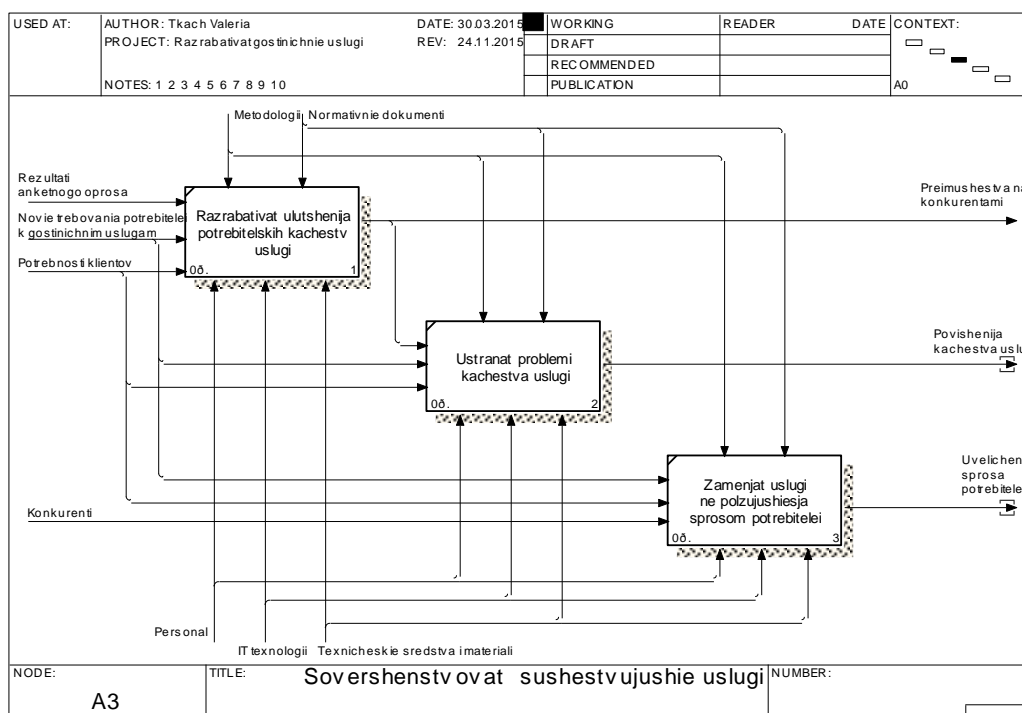 USED AT:
AUTHOR: Tkach Valeria
DATE: 30.03.2015
WORKING
READER
DATE
CONTEXT:
PROJECT: Razrabativat gostinichnie uslugi
REV: 24.11.2015
DRAFT
RECOMMENDED
NOTES: 1 2 3 4 5 6 7 8 9 10
PUBLICATION
A0
Metodologii
Normativnie dokumenti
Rezultati
anketnogo oprosa
Novie trebovania potrebitelei
k gostinichnim uslugam
Potrebnosti klientov
Razrabativat ulutshenija
potrebitelskih kachestv
uslugi
0ð.
1
Preimushestva na
konkurentami
Ustranat problemi
kachestva uslugi
0ð.
2
Povishenija
kachestva uslu
Zamenjat uslugi
ne polzujushiesja
sprosom potrebitelei
0ð.
3
Uvelichen
sprosa
potrebitele
Konkurenti
Personal
IT texnologii
Texnicheskie sredstva i materiali
NODE:
A3
TITLE:
Sovershenstvovat sushestvujushie uslugi
NUMBER: